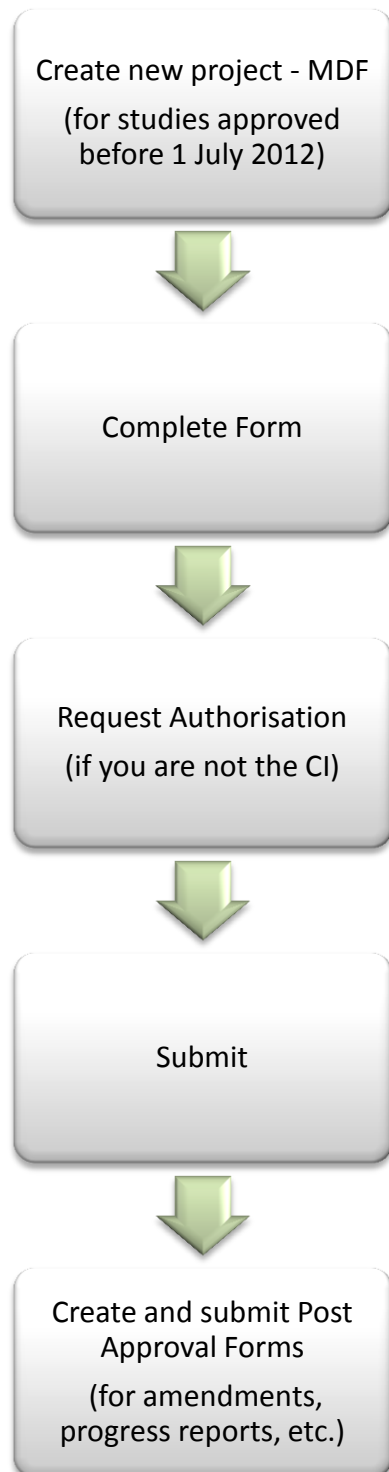 Create new project - MDF
(for studies approved
before 1 July 2012)
Complete Form
Request Authorisation
(if you are not the CI)
Submit
Create and submit Post
Approval Forms
(for amendments,
progress reports, etc.)